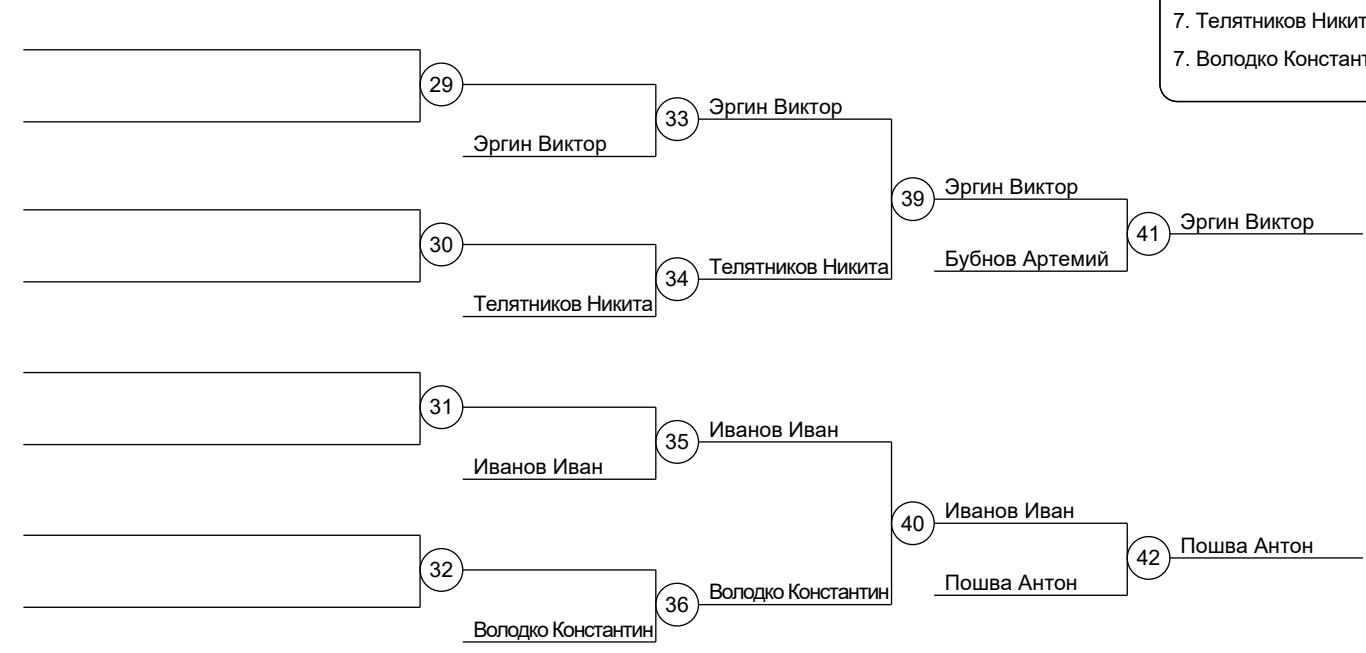 7. Телятников Никит
7. Володко Констант
29
33
Эргин Виктор
Эргин Виктор
39
Эргин Виктор
41
Эргин Виктор
30
34
Телятников Никита
Бубнов Артемий
Телятников Никита
31
35
Иванов Иван
Иванов Иван
40
Иванов Иван
42
Пошва Антон
32
36
Володко Константин
Пошва Антон
Володко Константин